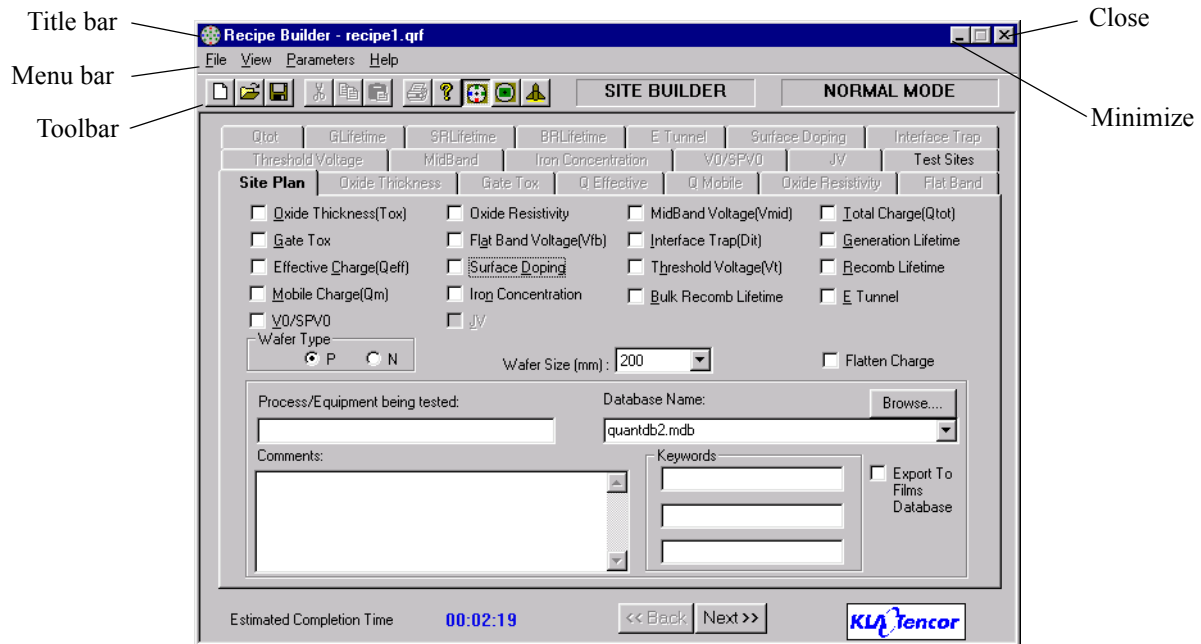 Title bar
Close
Recipe Builder - recipe1.qrf
Menu bar
File View Parameters Help
Toolbar
SITE BUILDER
NORMAL MODE
Minimize
Qtot GLifetime SRLifetime BRLifetime E Tunnel Surface Doping Interface Trap
Threshold Voltage MidBand Iron Concentration V0/SPV0 JV Test Sites
Site Plan Oxide Thickness Gate Tox Q Effective Q Mobile Oxide Resistivity Flat Band
Oxide Thickness(Tox) Oxide Resistivity MidBand Voltage(Vmid) Total Charge(Qtot)
Gate Tox Flat Band Voltage(Vfb) Interface Trap(Dit) Generation Lifetime
Effective Charge(Qeff) Surface Doping Threshold Voltage(Vt) Recomb Lifetime
Mobile Charge(Qm) Iron Concentration Bulk Recomb Lifetime E Tunnel
V0/SPV0 JV
Wafer Type
P N
Wafer Size (mm) : 200
Flatten Charge
Process/Equipment being tested:
Database Name:
Browse....
quantdb2.mdb
Comments:
Keywords
Export To
Films
Database
Estimated Completion Time 00:02:19
<< Back Next >>
KLA Tencor